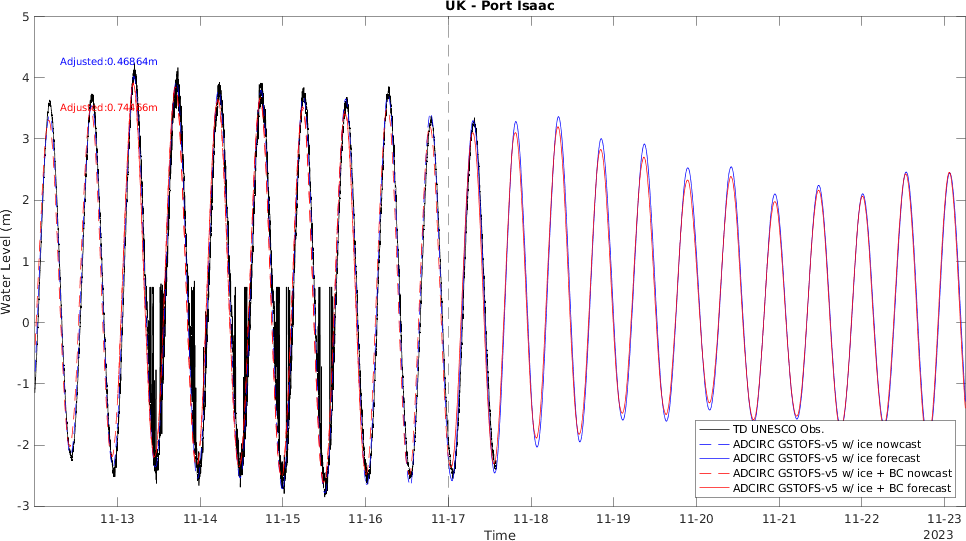 UK - Port Isaac
Water Level (m)
5
4
3
2
1
0
-1
-2
-3
Adjusted:0.46864m
Adjusted:0.74466m
TD UNESCO Obs.
ADCIRC GSTOFS-v5 w/ ice nowcast
ADCIRC GSTOFS-v5 w/ ice forecast
ADCIRC GSTOFS-v5 w/ ice + BC nowcast
ADCIRC GSTOFS-v5 w/ ice + BC forecast
11-13 11-14 11-15 11-16 11-17 11-18 11-19 11-20 11-21 11-22 11-23
Time
2023